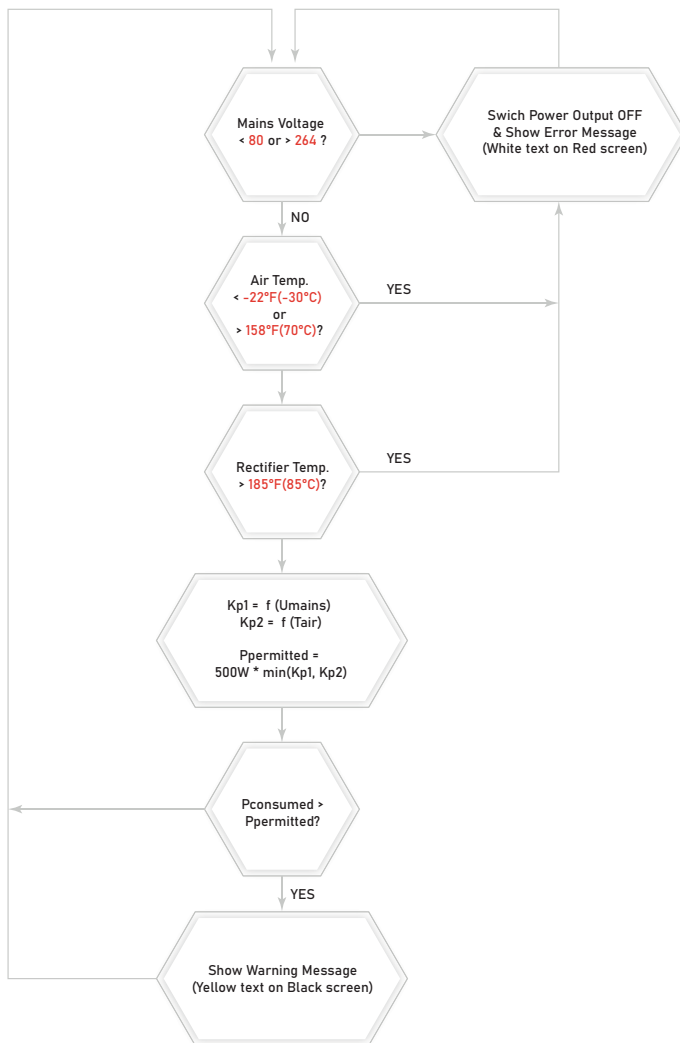 Mains Voltage
< 80 or > 264 ?
Swich Power Output OFF
& Show Error Message
(White text on Red screen)
NO
Air Temp.
< -22°F(-30°C)
or
> 158°F(70°C)?
YES
Rectifier Temp.
> 185°F(85°C)?
YES
Kp1 = f (Umains)
Kp2 = f (Tair)
Ppermitted =
500W * min(Kp1, Kp2)
Pconsumed >
Ppermitted?
YES
Show Warning Message
(Yellow text on Black screen)